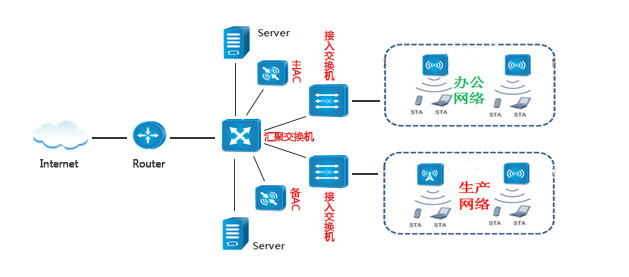 Server
主AC
接入交换机
办公
网络
STA
STA
STA
STA
Internet
Router
汇聚交换机
POE
POE
生产
网络
STA
STA
STA
STA
备AC
接入交换机
Server